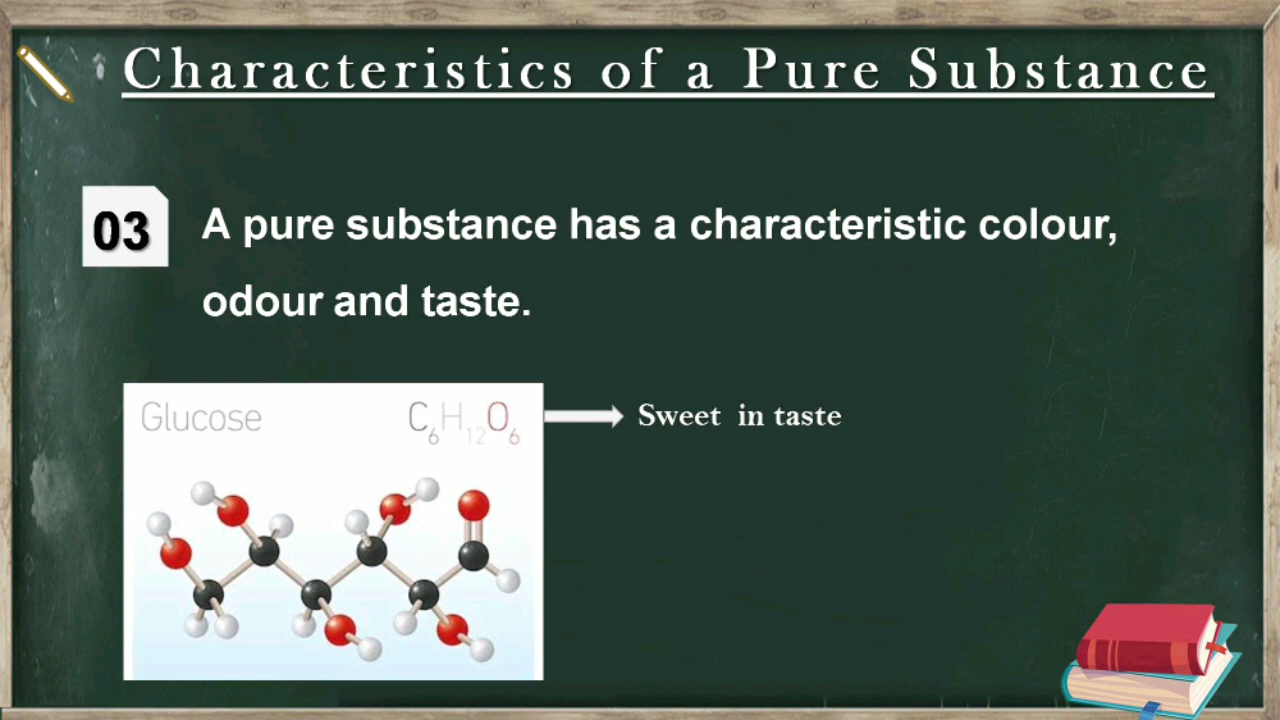 Characteristics of a Pure Substance
03
A pure substance has a characteristic colour,
odour and taste.
Glucose C₆H₁₂O₆
Sweet in taste